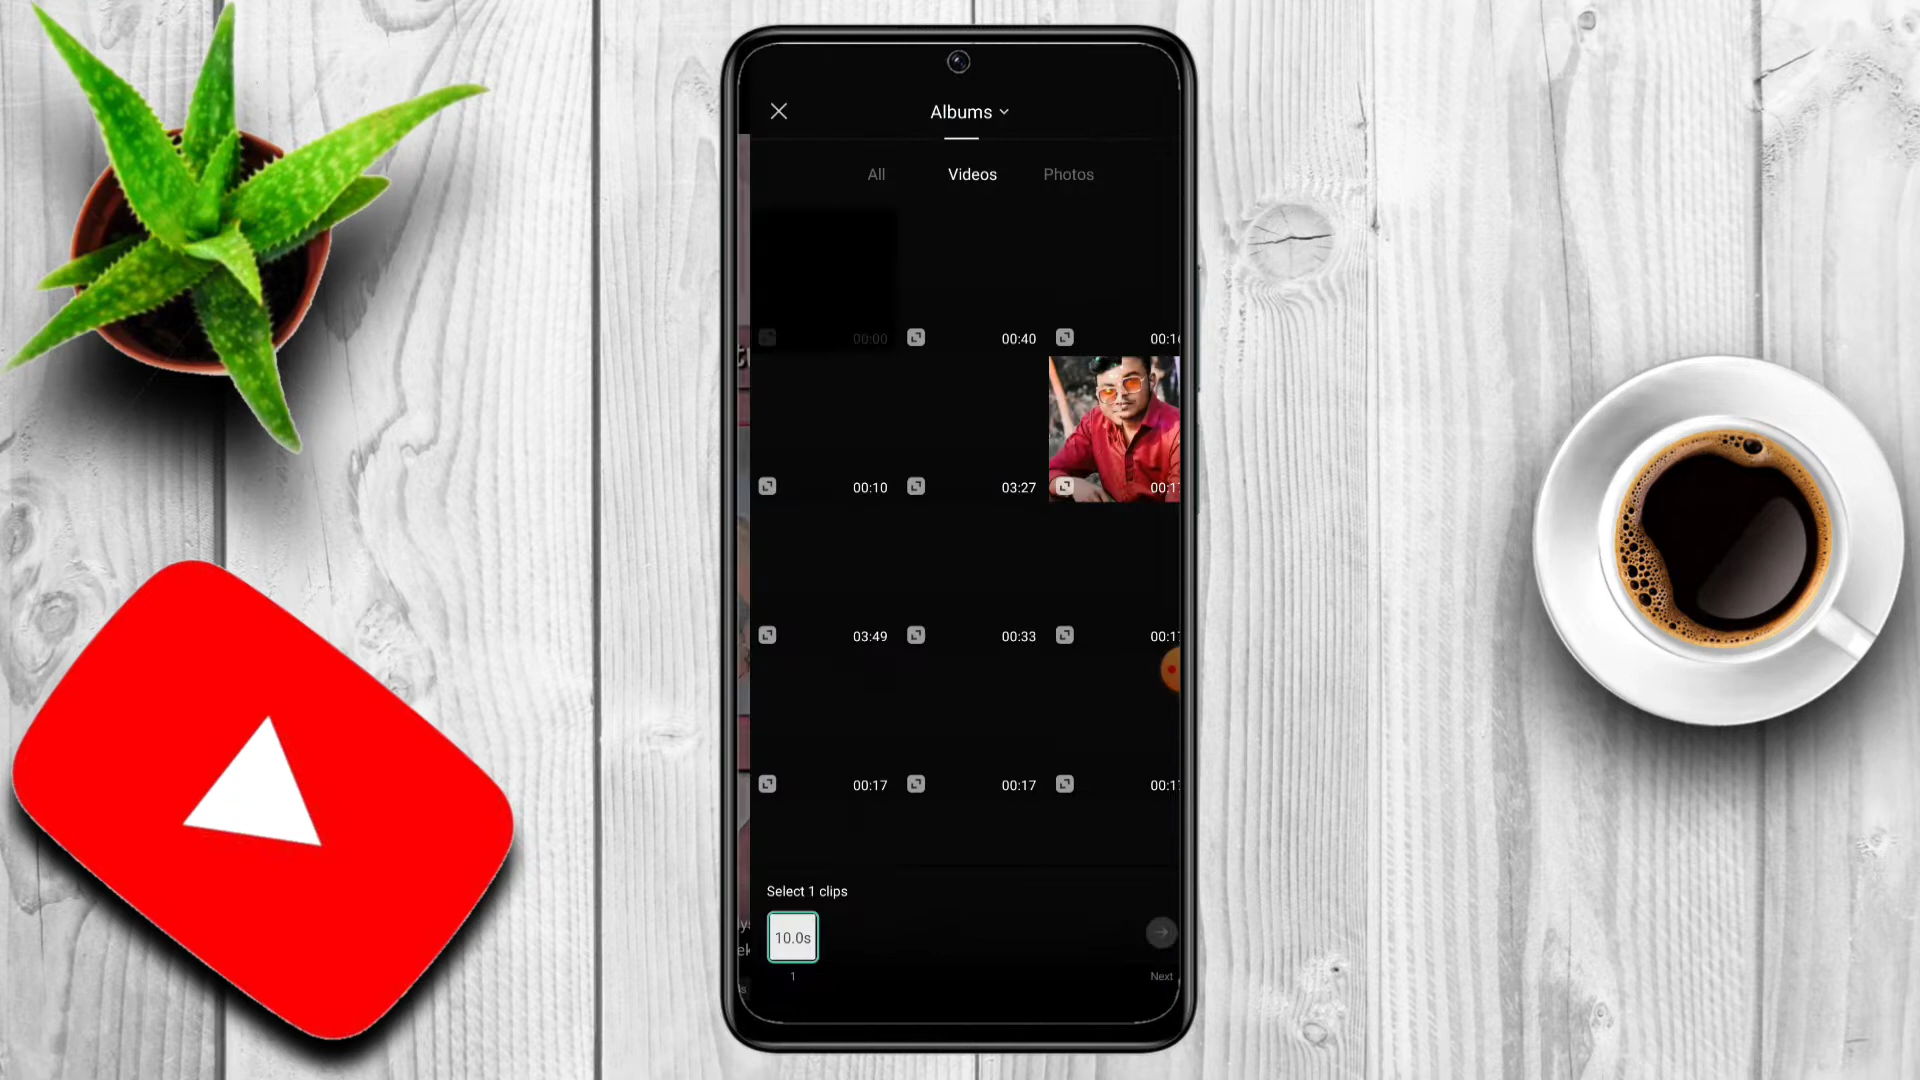 Albums
All Videos Photos
00:00 00:40
00:10 03:27
03:49 00:33
00:17 00:17
Select 1 clips
10.0s
1 Next